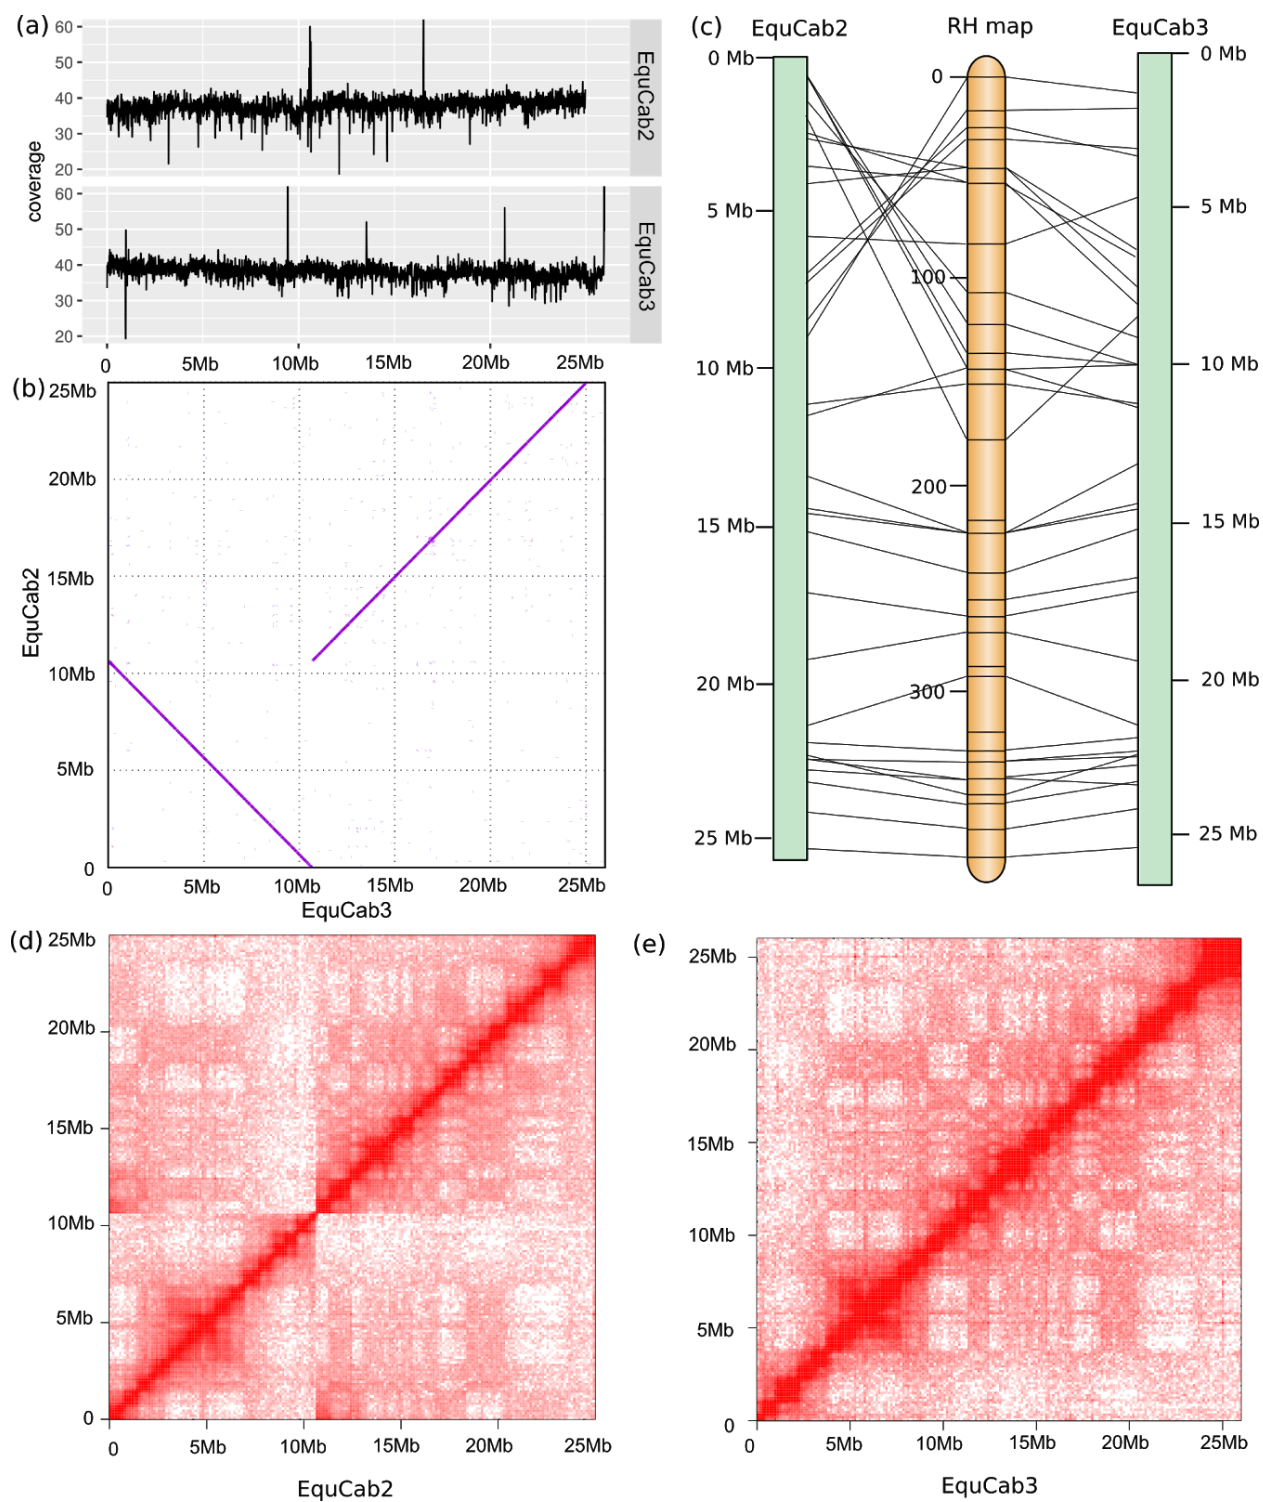 (a)
60
50
40
30
20
EquCab2
coverage
60
50
40
30
20
EquCab3
0 5Mb 10Mb 15Mb 20Mb 25Mb
(b)
25Mb
20Mb
15Mb
10Mb
5Mb
0
EquCab2
0 5Mb 10Mb 15Mb 20Mb 25Mb
EquCab3
(c)
EquCab2 RH map EquCab3
0 Mb
5 Mb
10 Mb
15 Mb
20 Mb
25 Mb
0
100
200
300
0 Mb
5 Mb
10 Mb
15 Mb
20 Mb
25 Mb
(d)
25Mb
20Mb
15Mb
10Mb
5Mb
0
0 5Mb 10Mb 15Mb 20Mb 25Mb
EquCab2
(e)
25Mb
20Mb
15Mb
10Mb
5Mb
0
0 5Mb 10Mb 15Mb 20Mb 25Mb
EquCab3